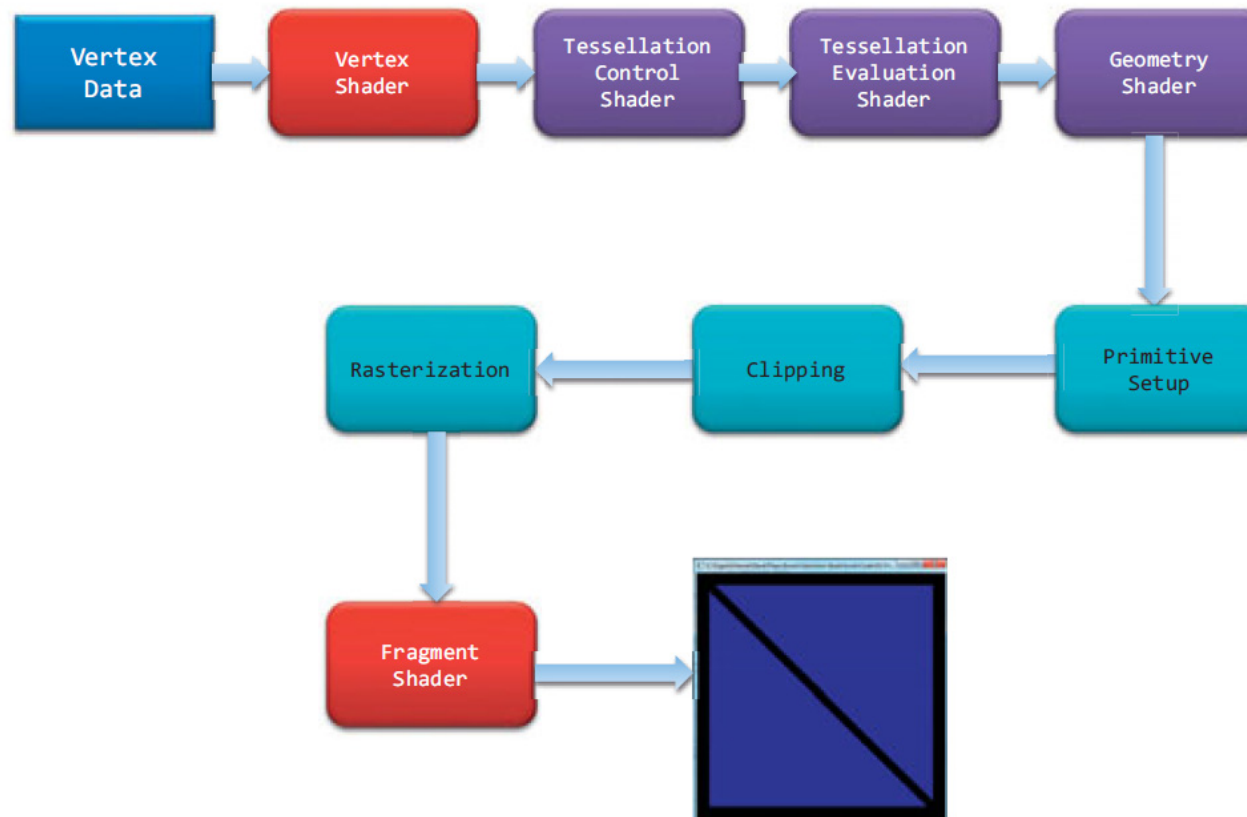 Vertex
Data
Vertex
Shader
Tessellation
Control
Shader
Tessellation
Evaluation
Shader
Geometry
Shader
Primitive
Setup
Clipping
Rasterization
Fragment
Shader